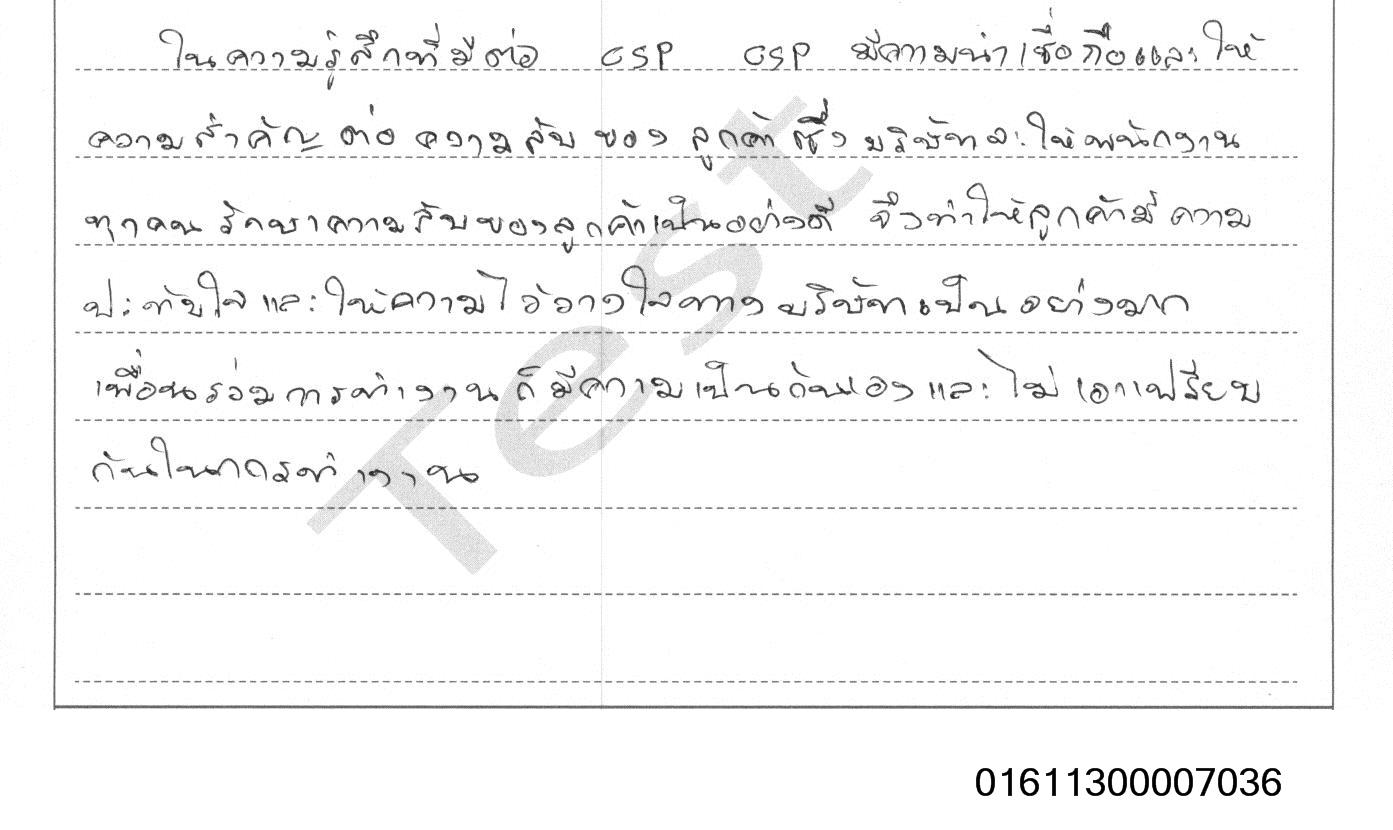 ในความรู้สึกที่มีต่อ CSP CSP มีความน่าเชื่อถือและให้
ความสำคัญ ต่อ ความลับ ของ ลูกค้า ซึ่ง บริษัท จะให้พนักงาน
ทุกคน รักษาความลับของลูกค้าเป็นอย่างดี จึงทำให้ลูกค้ามี ความ
ประทับใจ และ ให้ความไว้วางใจทาง บริษัท เป็น อย่างมาก
เพื่อนร่วมการทำงาน ก็ มีความเป็นกันเอง และ ไม่ เอาเปรียบ
กันในการทำงาน
Test
01611300007036